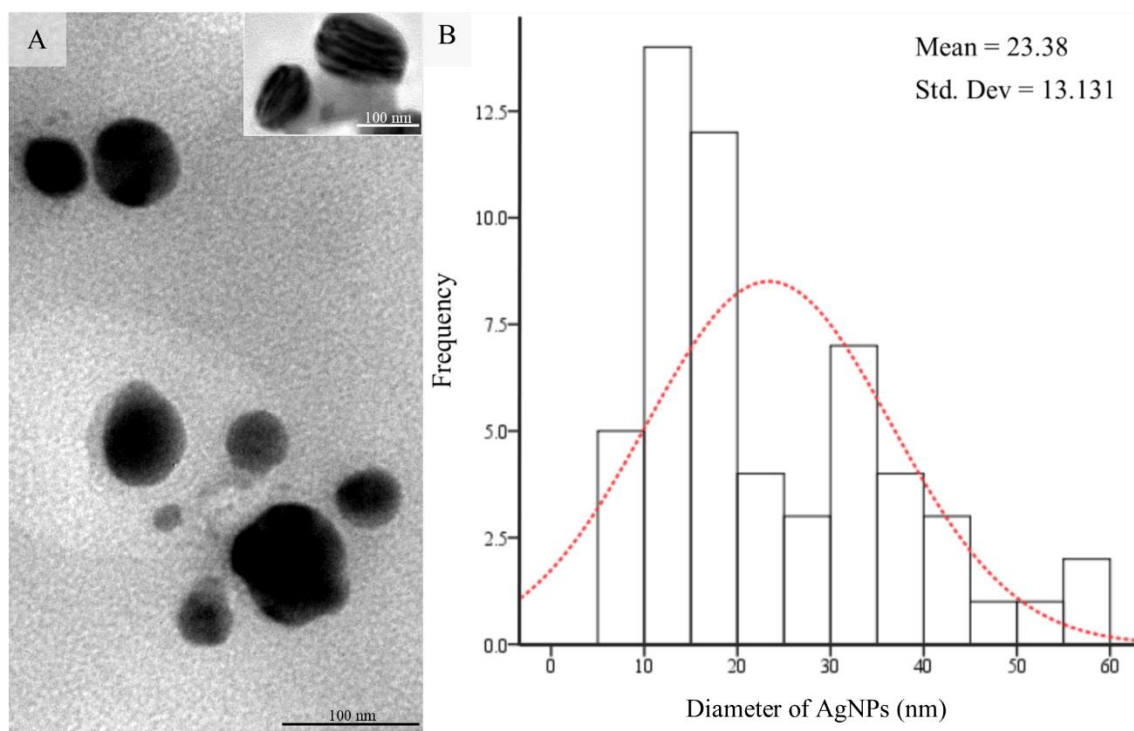 A
100 nm
100 nm
B
Mean = 23.38
Std. Dev = 13.131
12.5
10.0
7.5
5.0
2.5
0.0
Frequency
0 10 20 30 40 50 60
Diameter of AgNPs (nm)